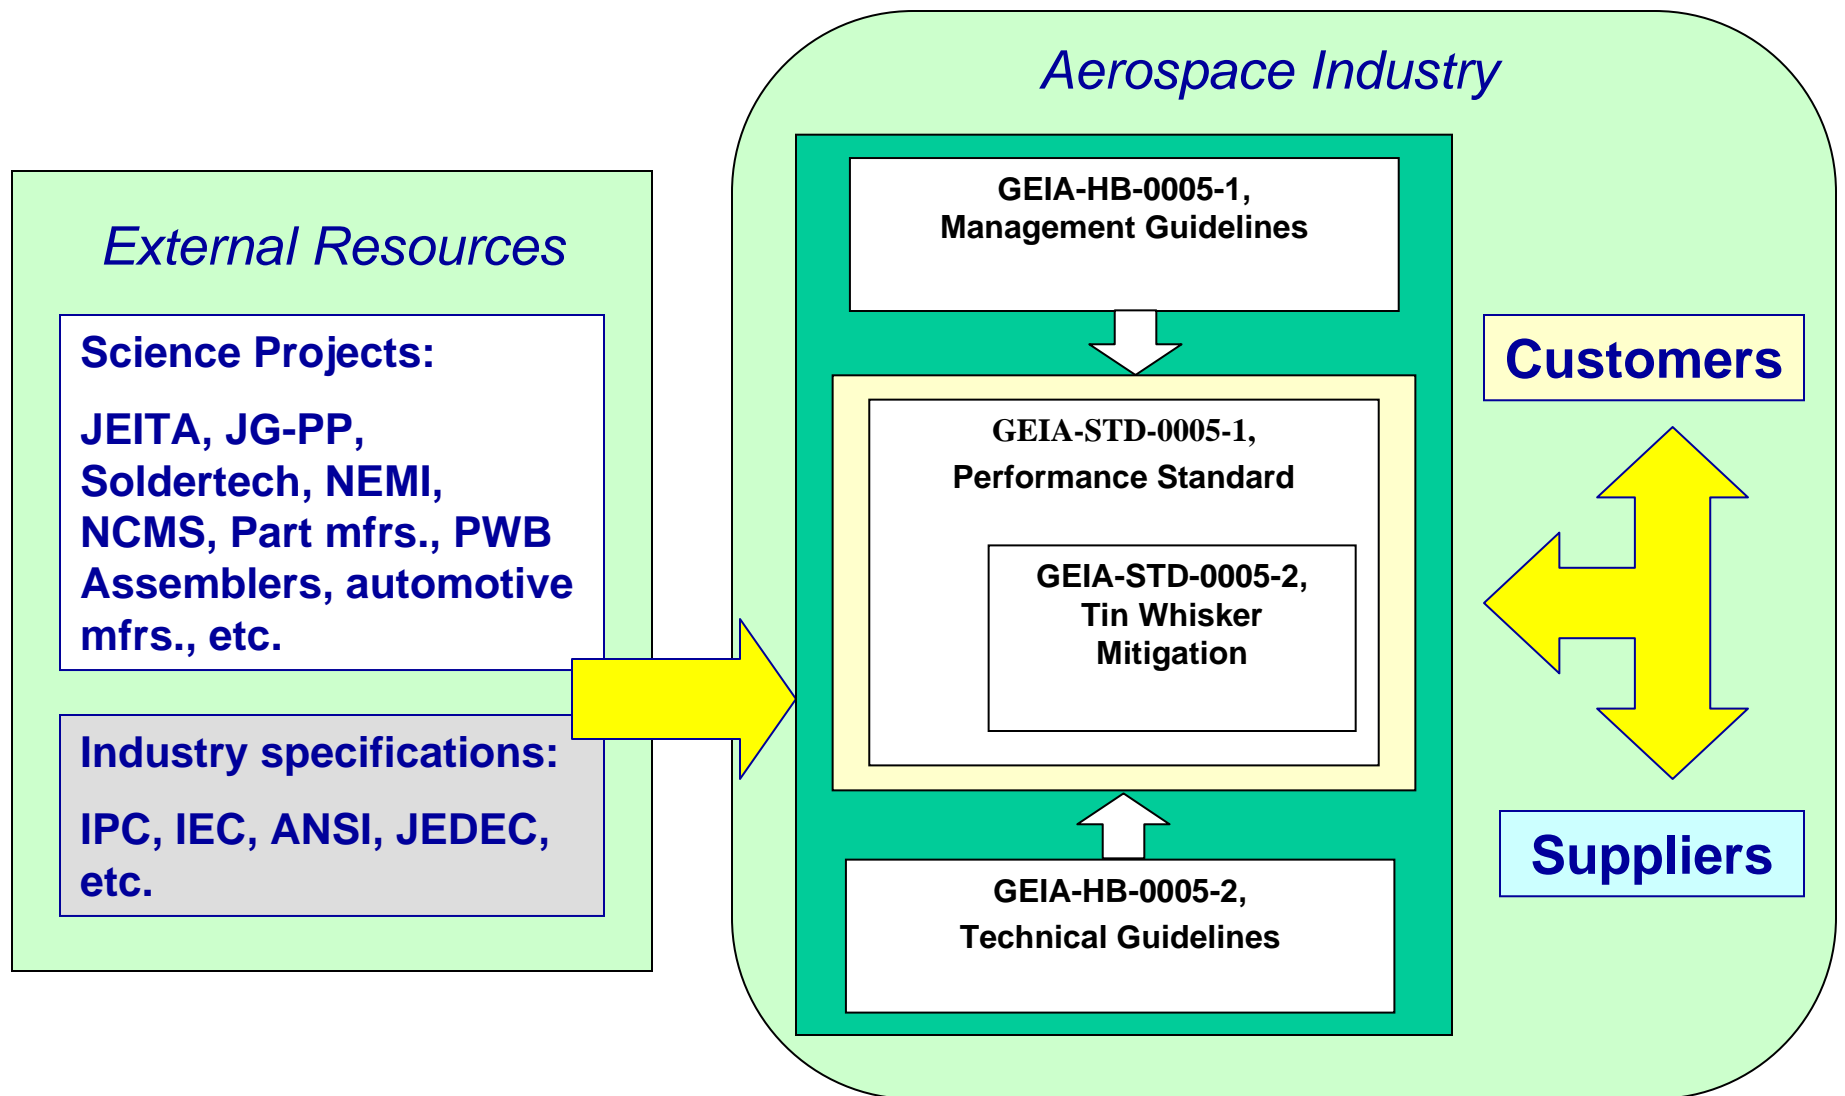 External Resources
Science Projects:
JEITA, JG-PP,
Soldertech, NEMI,
NCMS, Part mfrs., PWB
Assemblers, automotive
mfrs., etc.
Industry specifications:
IPC, IEC, ANSI, JEDEC,
etc.
Aerospace Industry
GEIA-HB-0005-1,
Management Guidelines
GEIA-STD-0005-1,
Performance Standard
GEIA-STD-0005-2,
Tin Whisker
Mitigation
GEIA-HB-0005-2,
Technical Guidelines
Customers
Suppliers